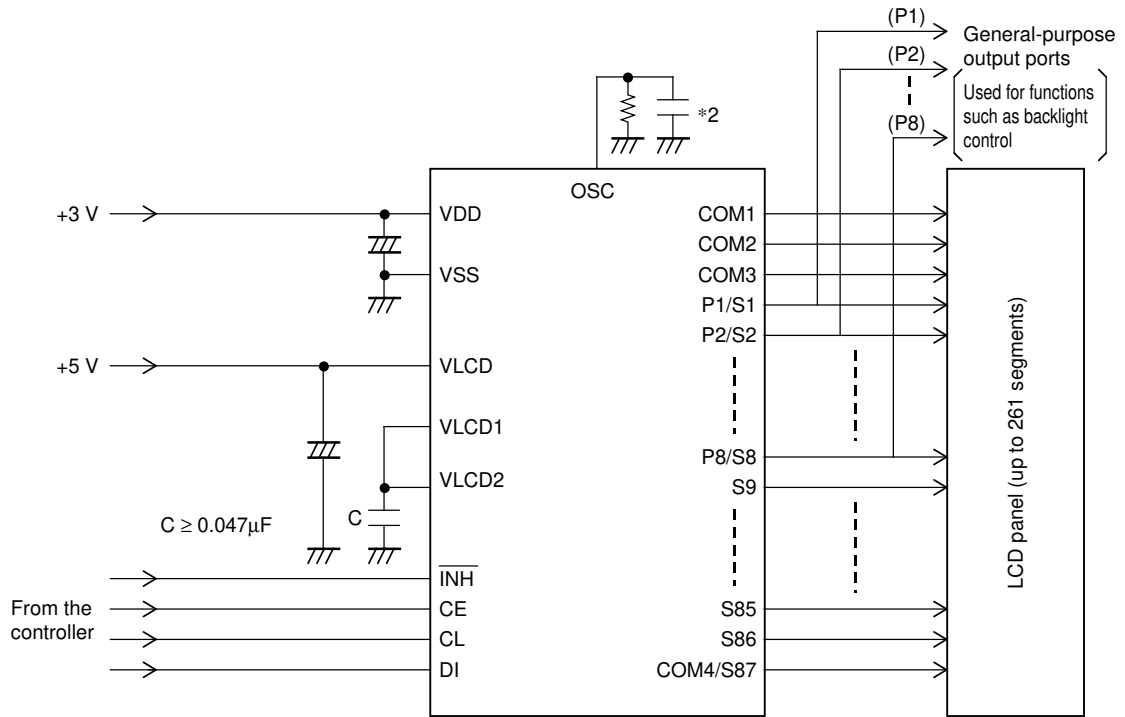 (P1)
General-purpose
output ports
(P2)
Used for functions
such as backlight
control
(P8)
*2
OSC
+3 V
VDD
VSS
+5 V
VLCD
VLCD1
VLCD2
C
C ≥ 0.047μF
From the
controller
INH
CE
CL
DI
COM1
COM2
COM3
P1/S1
P2/S2
P8/S8
S9
S85
S86
COM4/S87
LCD panel (up to 261 segments)